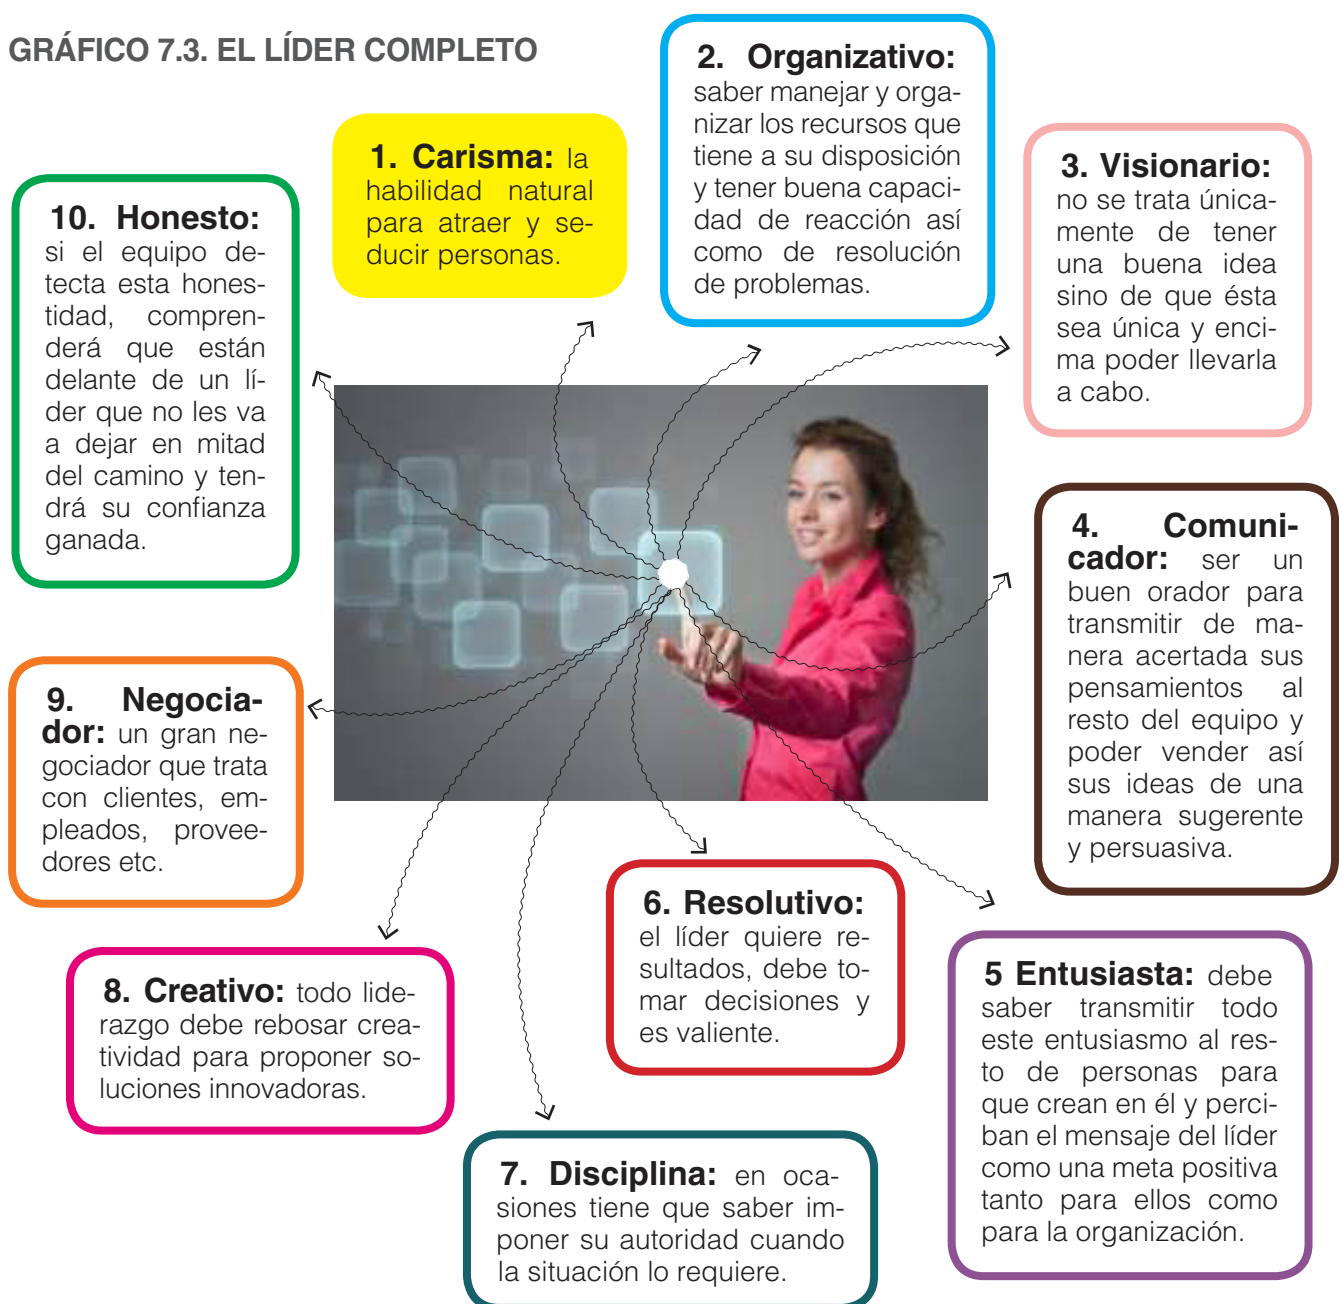 GRÁFICO 7.3. EL LÍDER COMPLETO
1. Carisma: la
habilidad natural
para atraer y se-
ducir personas.
2. Organizativo:
saber manejar y orga-
nizar los recursos que
tiene a su disposición
y tener buena capaci-
dad de reacción así
como de resolución
de problemas.
3. Visionario:
no se trata única-
mente de tener
una buena idea
sino de que ésta
sea única y enci-
ma poder llevarla
a cabo.
4. Comuni-
cador: ser un
buen orador para
transmitir de ma-
nera acertada sus
pensamientos al
resto del equipo y
poder vender así
sus ideas de una
manera sugerente
y persuasiva.
5 Entusiasta: debe
saber transmitir todo
este entusiasmo al res-
to de personas para
que crean en él y perci-
ban el mensaje del líder
como una meta positiva
tanto para ellos como
para la organización.
6. Resolutivo:
el líder quiere re-
sultados, debe to-
mar decisiones y
es valiente.
7. Disciplina: en oca-
siones tiene que saber im-
poner su autoridad cuando
la situación lo requiere.
8. Creativo: todo lide-
razgo debe rebosar crea-
tividad para proponer so-
luciones innovadoras.
9. Negocia-
dor: un gran ne-
gociador que trata
con clientes, em-
pleados, provee-
dores etc.
10. Honesto:
si el equipo de-
tecta esta hones-
tidad, compren-
derá que están
delante de un lí-
der que no les va
a dejar en mitad
del camino y ten-
drá su confianza
ganada.